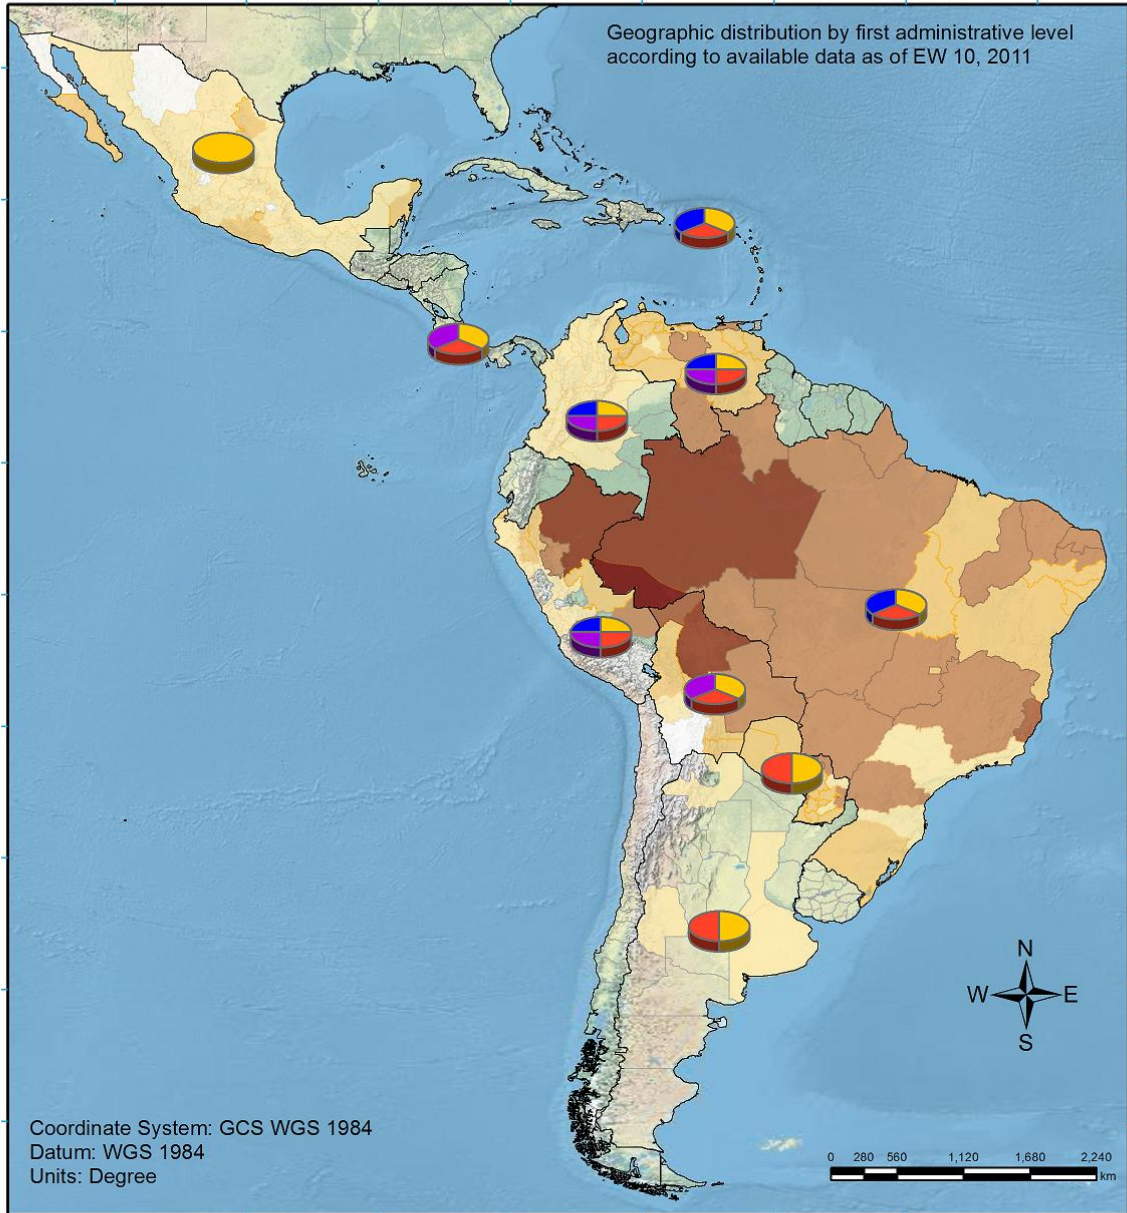 Geographic distribution by first administrative level
according to available data as of EW 10, 2011
N
W E
S
Coordinate System: GCS WGS 1984
Datum: WGS 1984
Units: Degree
0 280 560 1,120 1,680 2,240
km